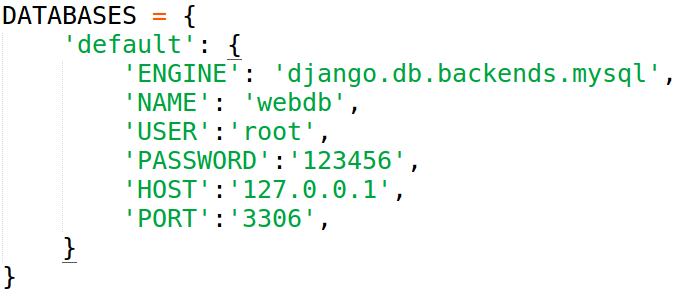 DATABASES = {
    'default': {
        'ENGINE': 'django.db.backends.mysql',
        'NAME': 'webdb',
        'USER':'root',
        'PASSWORD':'123456',
        'HOST':'127.0.0.1',
        'PORT':'3306',
    }
}